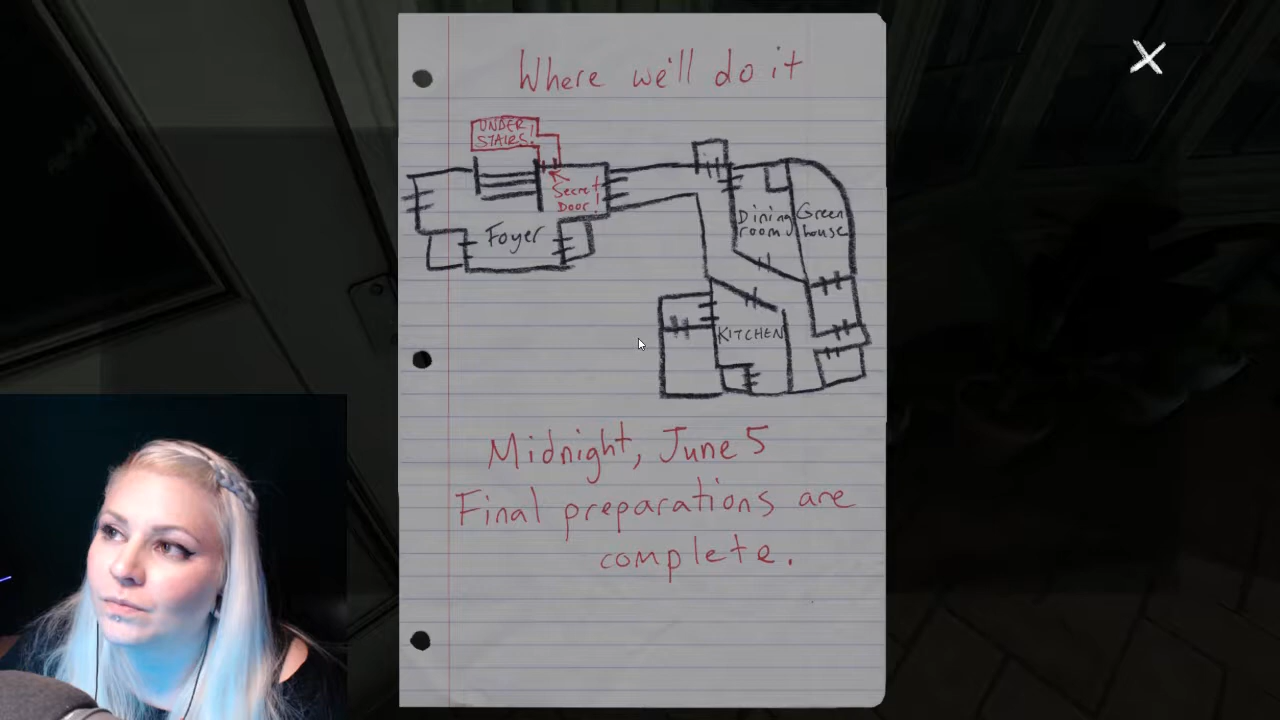 Where we'll do it
UNDER
STAIRS!
Secret
Door!
Foyer
Dining
room
Green
house
KITCHEN
Midnight, June 5
Final preparations are
complete.